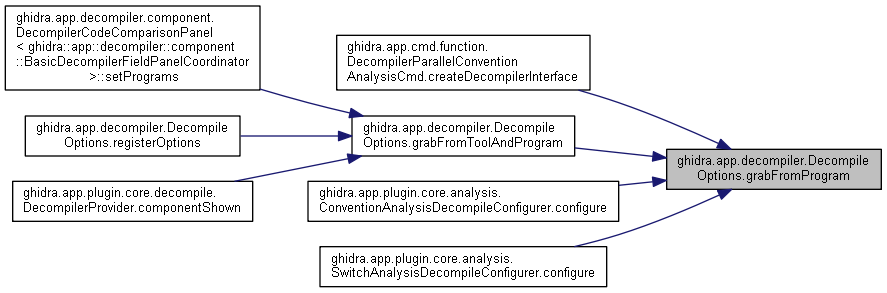 ghidra.app.decompiler.component.
DecompilerCodeComparisonPanel
< ghidra::app::decompiler::component
::BasicDecompilerFieldPanelCoordinator
>::setPrograms
ghidra.app.decompiler.Decompile
Options.registerOptions
ghidra.app.plugin.core.decompile.
DecompilerProvider.componentShown
ghidra.app.cmd.function.
DecompilerParallelConvention
AnalysisCmd.createDecompilerInterface
ghidra.app.decompiler.Decompile
Options.grabFromToolAndProgram
ghidra.app.plugin.core.analysis.
ConventionAnalysisDecompileConfigurer.configure
ghidra.app.plugin.core.analysis.
SwitchAnalysisDecompileConfigurer.configure
ghidra.app.decompiler.Decompile
Options.grabFromProgram